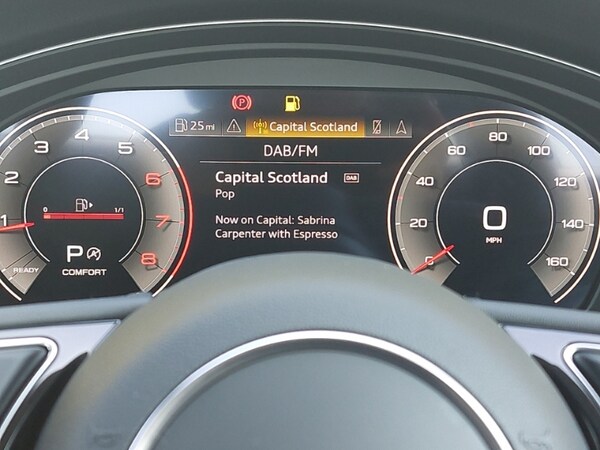 (P)
25 mi Capital Scotland
DAB/FM
Capital Scotland DAB
Pop
Now on Capital: Sabrina
Carpenter with Espresso
1 2 3 4 5 6 7 8
0 1/1
P
COMFORT
READY
0 20 40 60 80 100 120 140 160
0
MPH